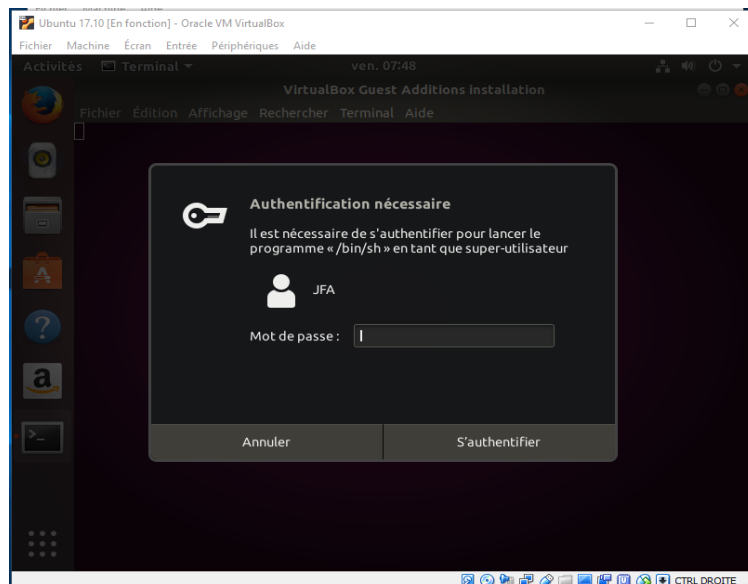 Ubuntu 17.10 [En fonction] - Oracle VM VirtualBox
Fichier Machine Écran Entrée Périphériques Aide
Activités Terminal ven. 07:48
VirtualBox Guest Additions installation
Fichier Édition Affichage Rechercher Terminal Aide
Authentification nécessaire
Il est nécessaire de s'authentifier pour lancer le
programme « /bin/sh » en tant que super-utilisateur
JFA
Mot de passe :
Annuler S'authentifier
CTRL DROITE